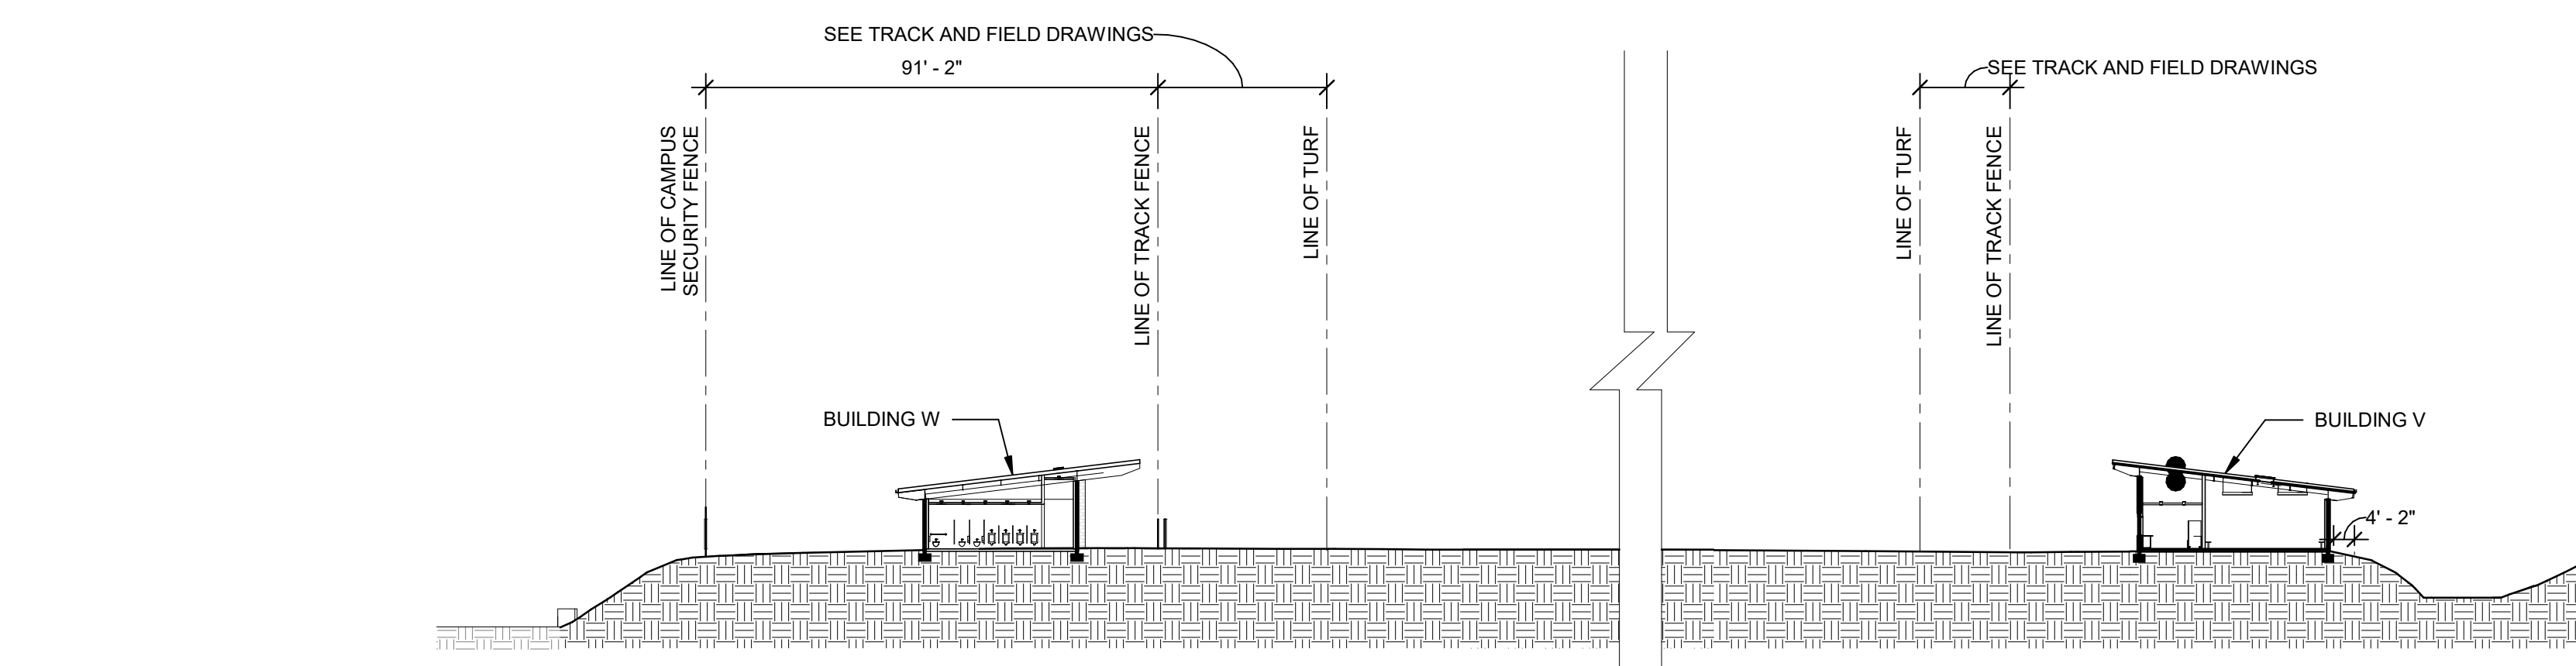 SEE TRACK AND FIELD DRAWINGS
91' - 2"
SEE TRACK AND FIELD DRAWINGS
LINE OF CAMPUS
SECURITY FENCE
LINE OF TRACK FENCE
LINE OF TURF
LINE OF TURF
LINE OF TRACK FENCE
BUILDING W
BUILDING V
4' - 2"